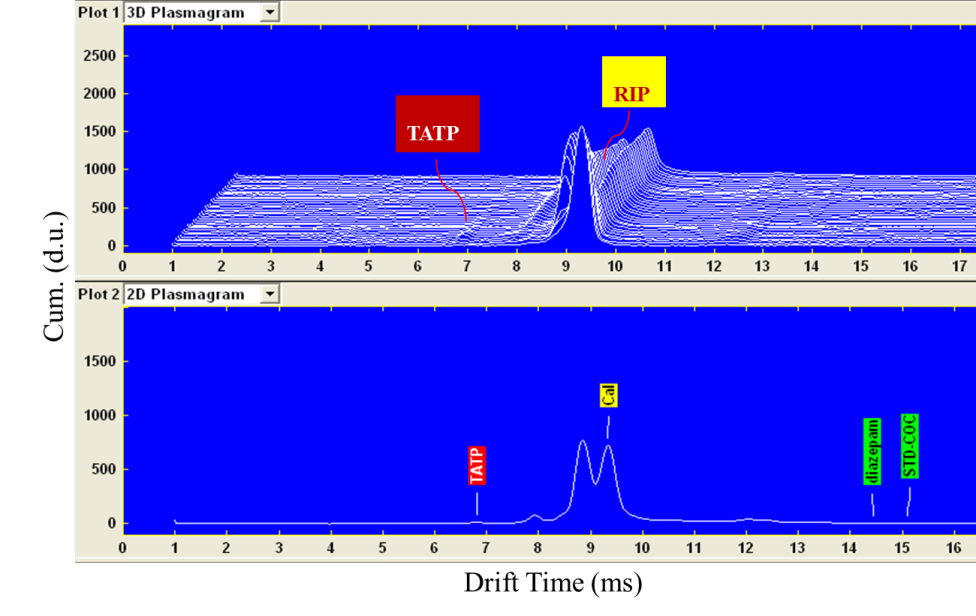 Plot 1 3D Plasmagram
2500
2000
1500
1000
500
0
TATP
RIP
0 1 2 3 4 5 6 7 8 9 10 11 12 13 14 15 16 17
Cum. (d.u.)
Plot 2 2D Plasmagram
1500
1000
500
0
TATP
Cal
diazepam
STD-COC
0 1 2 3 4 5 6 7 8 9 10 11 12 13 14 15 16
Drift Time (ms)